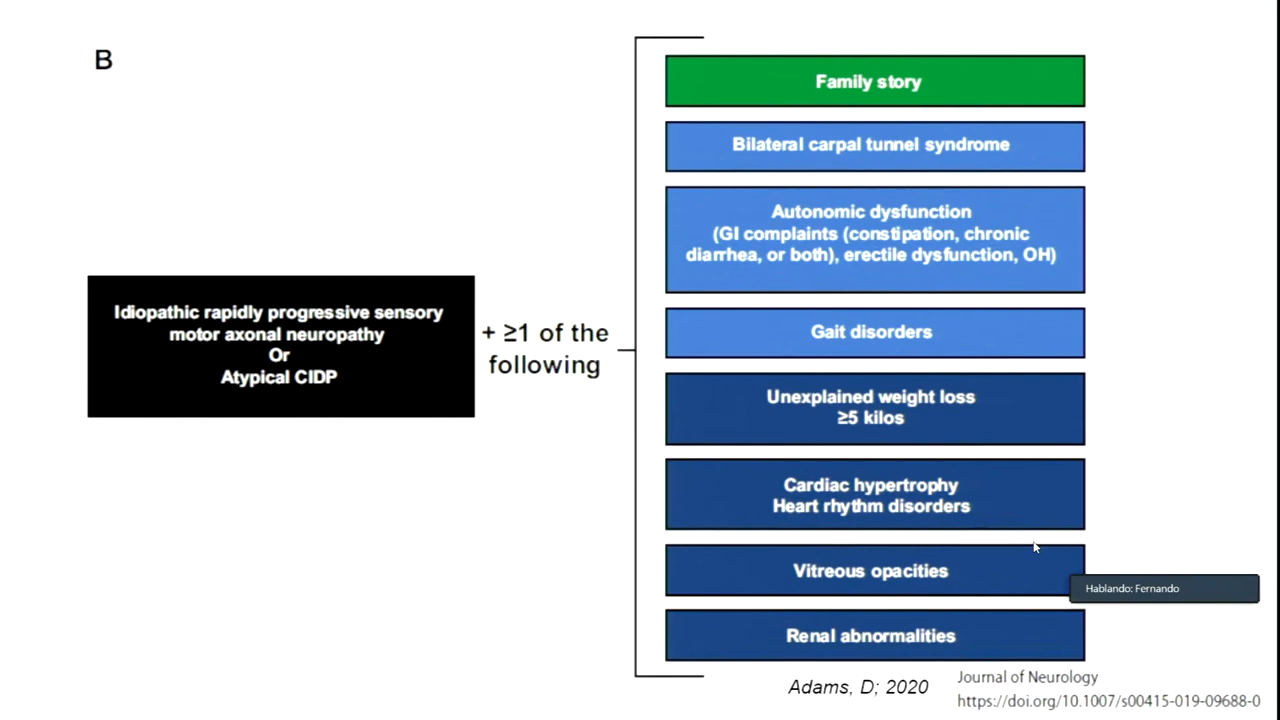 B
Family story
Bilateral carpal tunnel syndrome
Autonomic dysfunction
(GI complaints (constipation, chronic
diarrhea, or both), erectile dysfunction, OH)
Idiopathic rapidly progressive sensory
motor axonal neuropathy
Or
Atypical CIDP
+ ≥1 of the
following
Gait disorders
Unexplained weight loss
≥5 kilos
Cardiac hypertrophy
Heart rhythm disorders
Vitreous opacities
Hablando: Fernando
Renal abnormalities
Adams, D; 2020
Journal of Neurology
https://doi.org/10.1007/s00415-019-09688-0